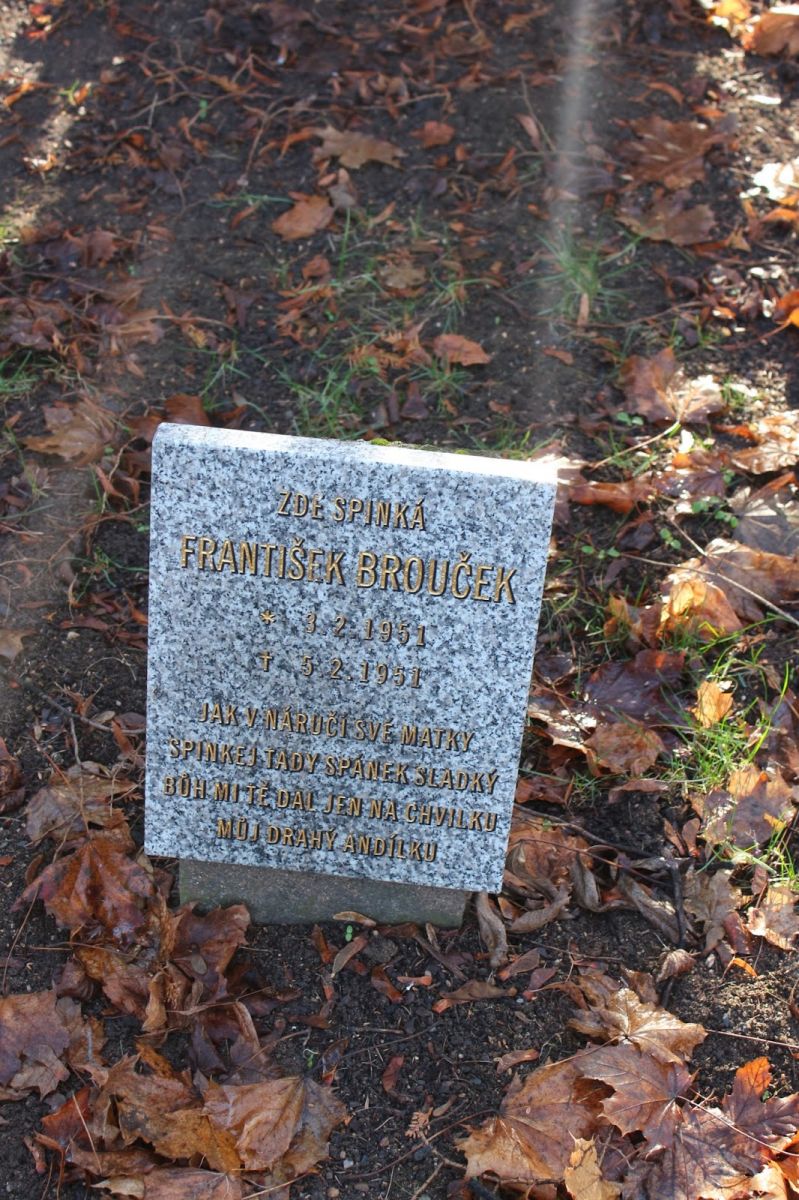 ZDE SPINKÁ
FRANTIŠEK BROUČEK
* 3.2.1951
† 5.2.1951
JAK V NÁRUČÍ SVÉ MATKY
SPINKEJ TADY SPÁNEK SLADKÝ
BŮH MI TĚ DAL JEN NA CHVILKU
MŮJ DRAHÝ ANDÍLKU